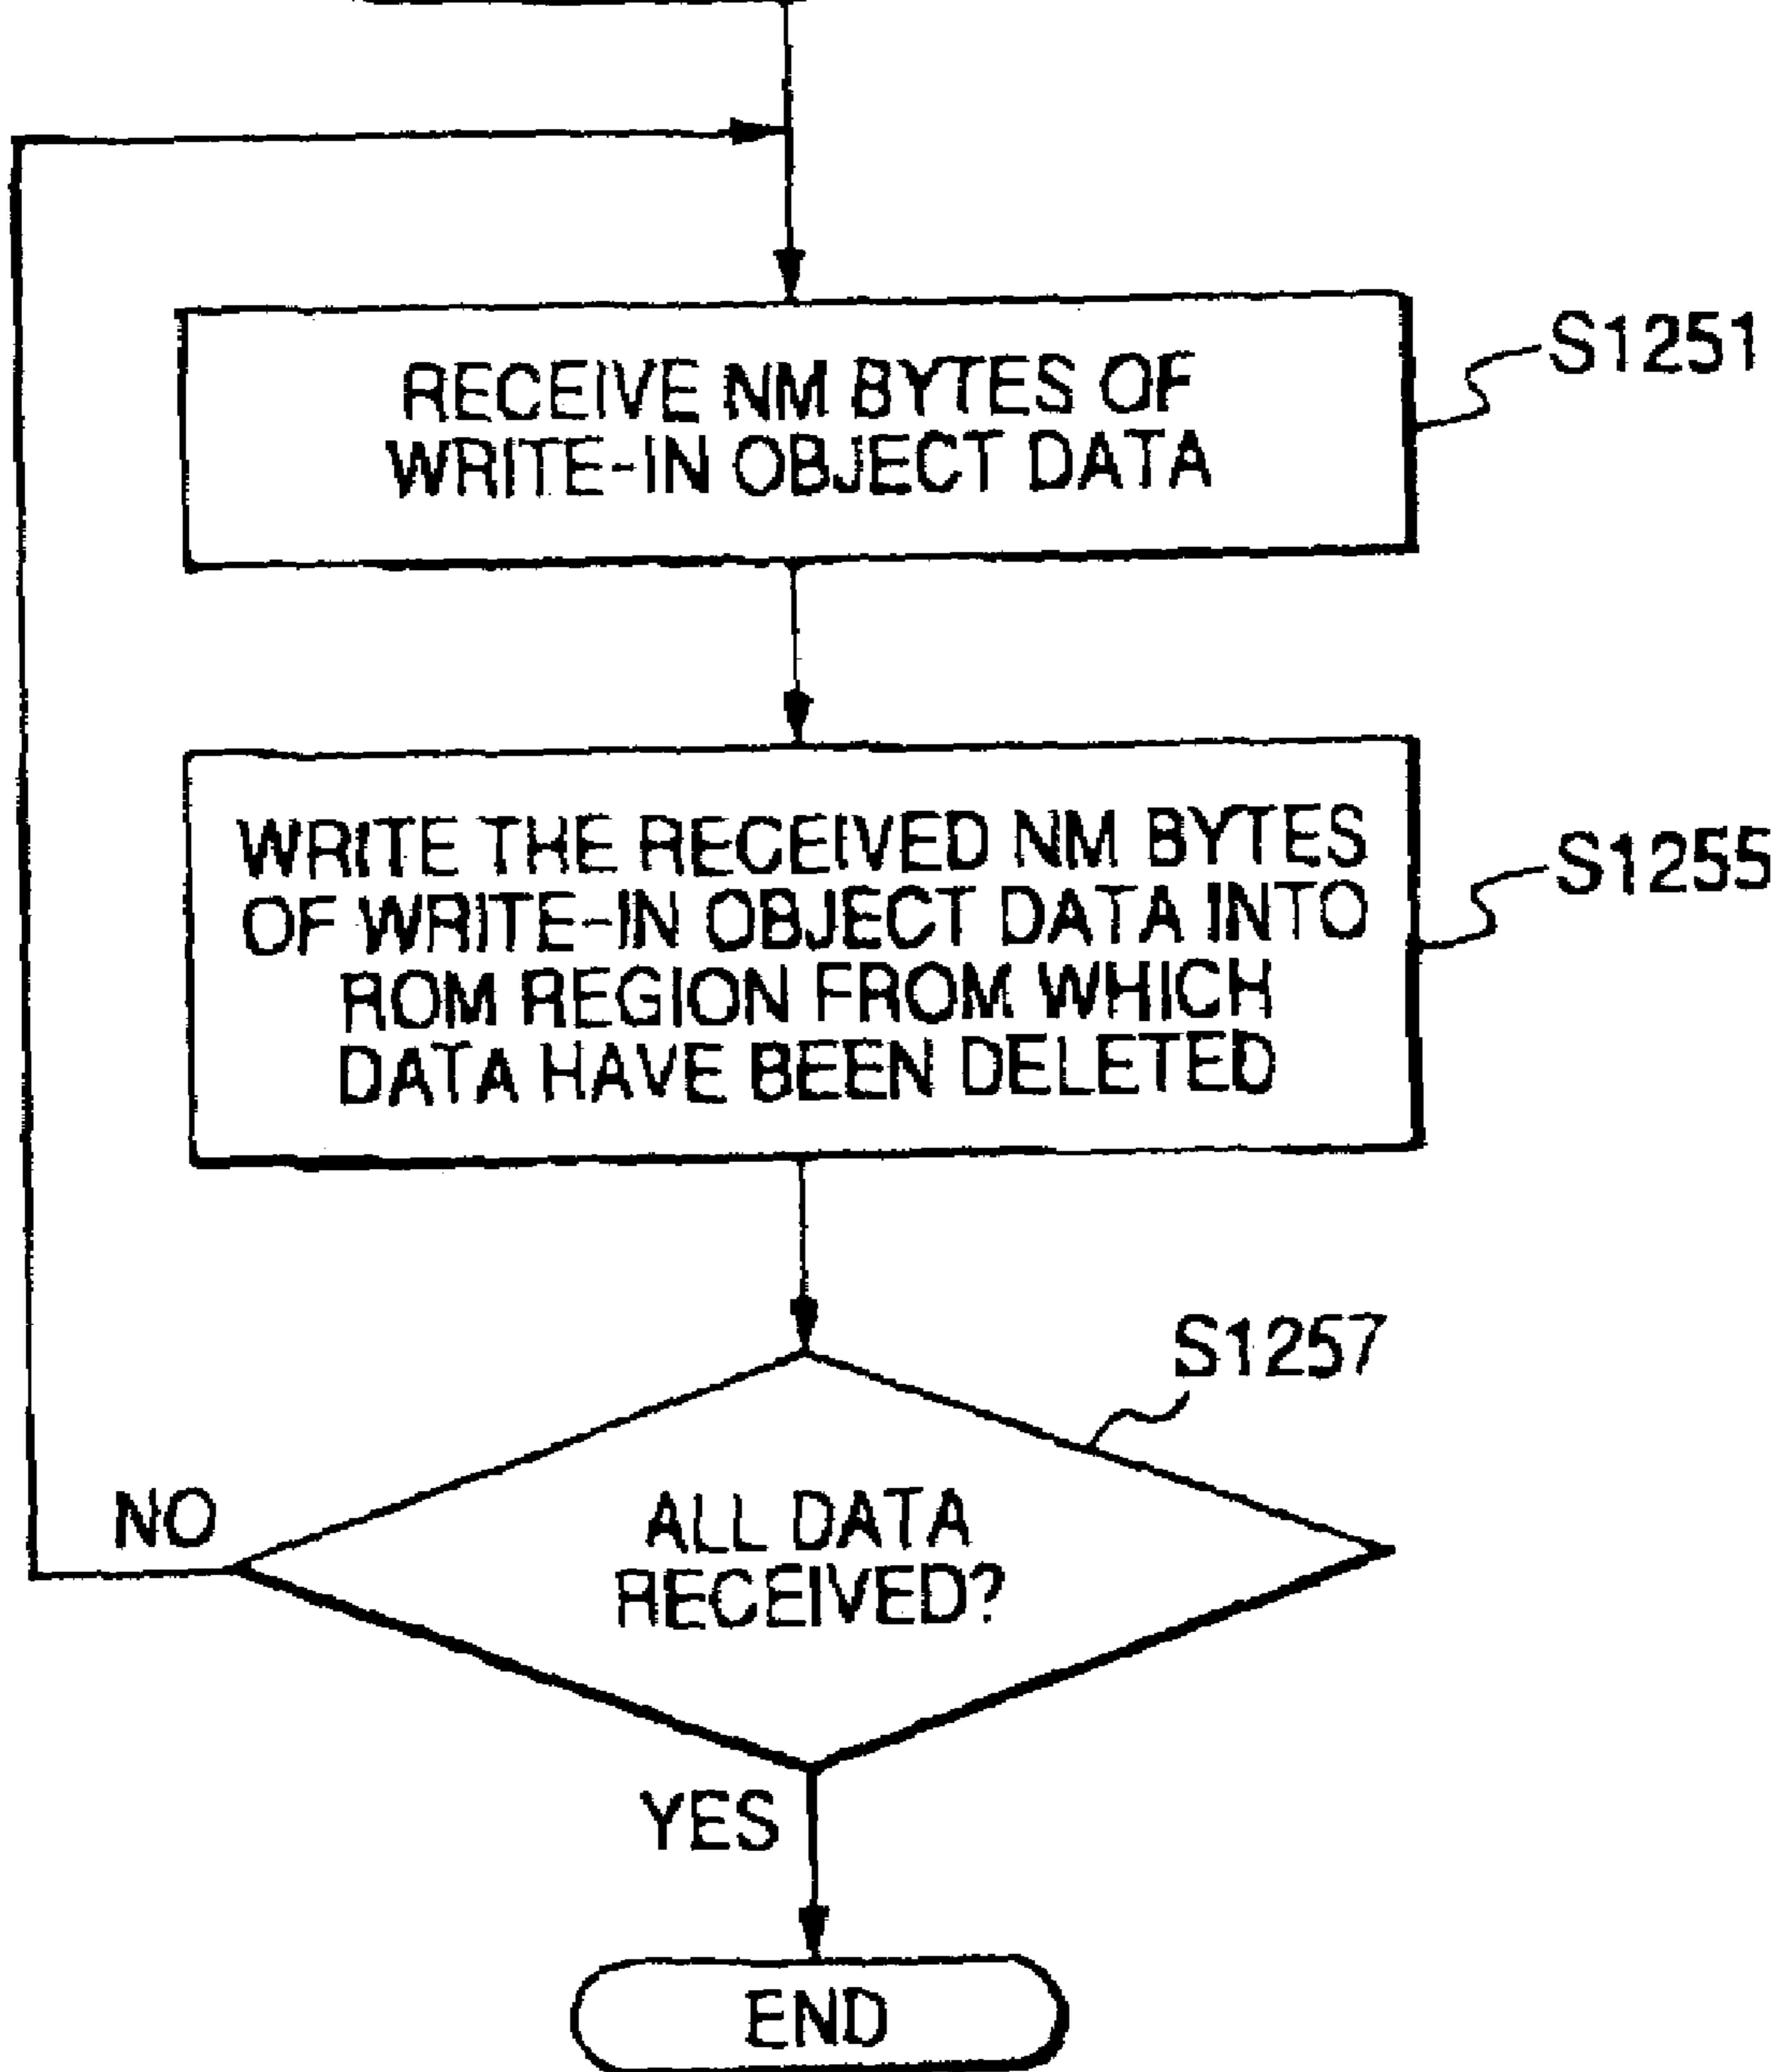 RECEIVE NM BYTES OF
WRITE-IN OBJECT DATA
S1251
WRITE THE RECEIVED NM BYTES
OF WRITE-IN OBJECT DATA INTO
ROM REGION FROM WHICH
DATA HAVE BEEN DELETED
S1255
S1257
ALL DATA
RECEIVED?
NO
YES
END